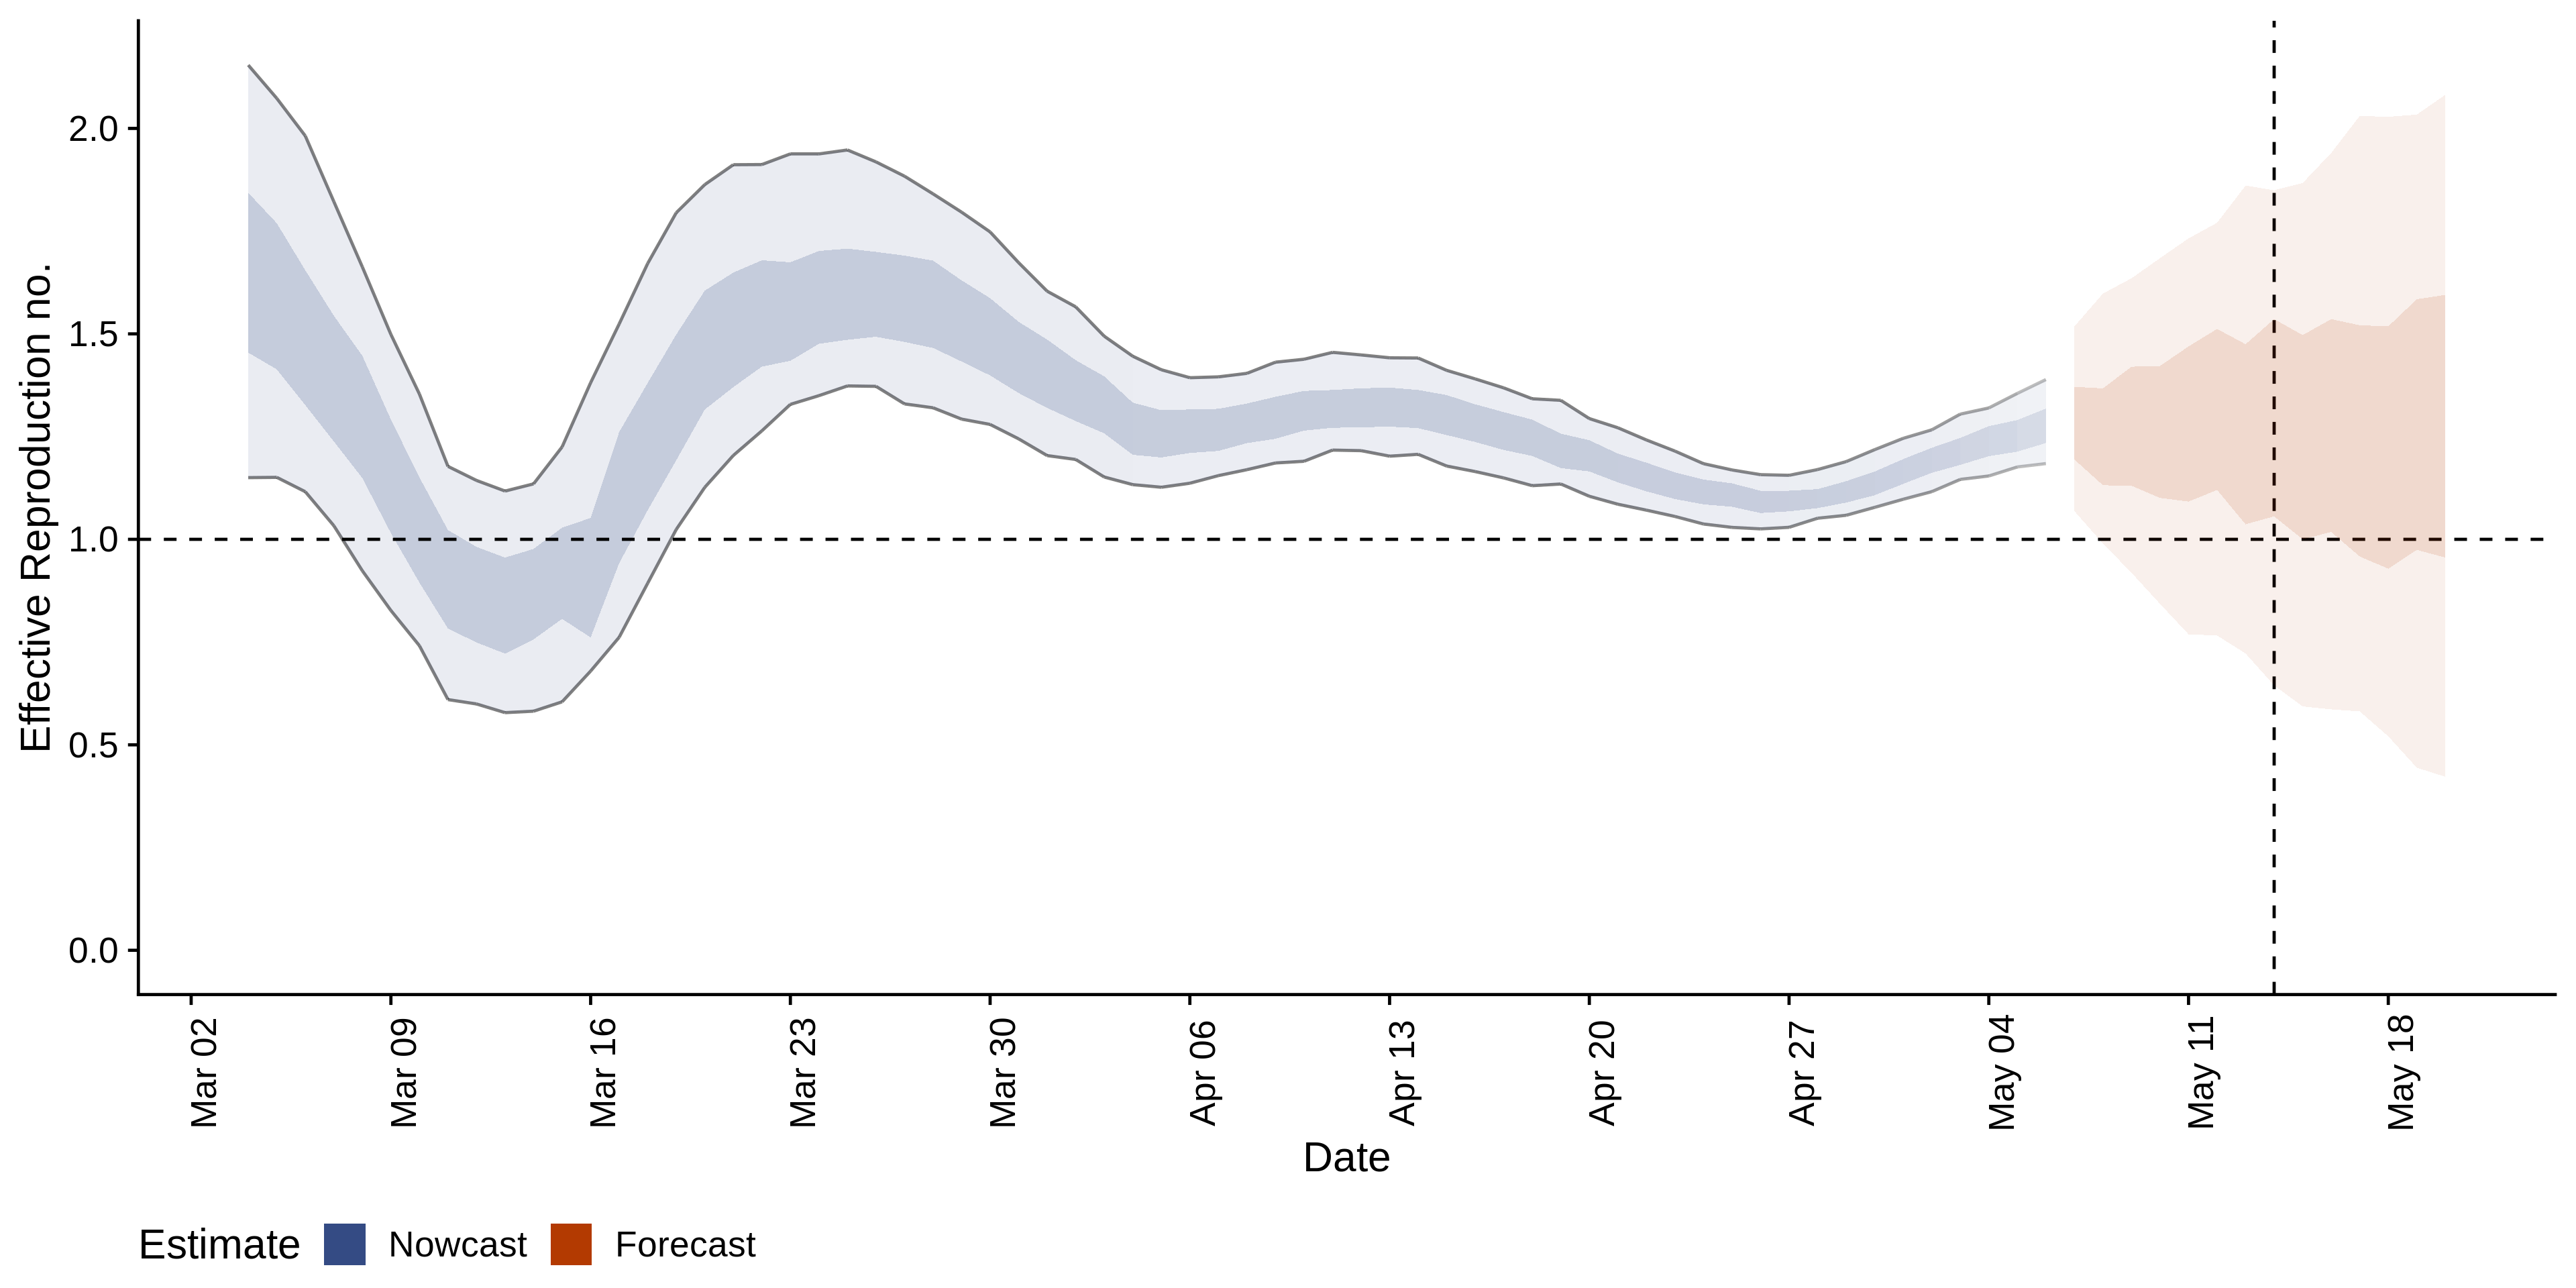 Effective Reproduction no.
2.0
1.5
1.0
0.5
0.0
Mar 02
Mar 09
Mar 16
Mar 23
Mar 30
Apr 06
Apr 13
Apr 20
Apr 27
May 04
May 11
May 18
Date
Estimate Nowcast Forecast